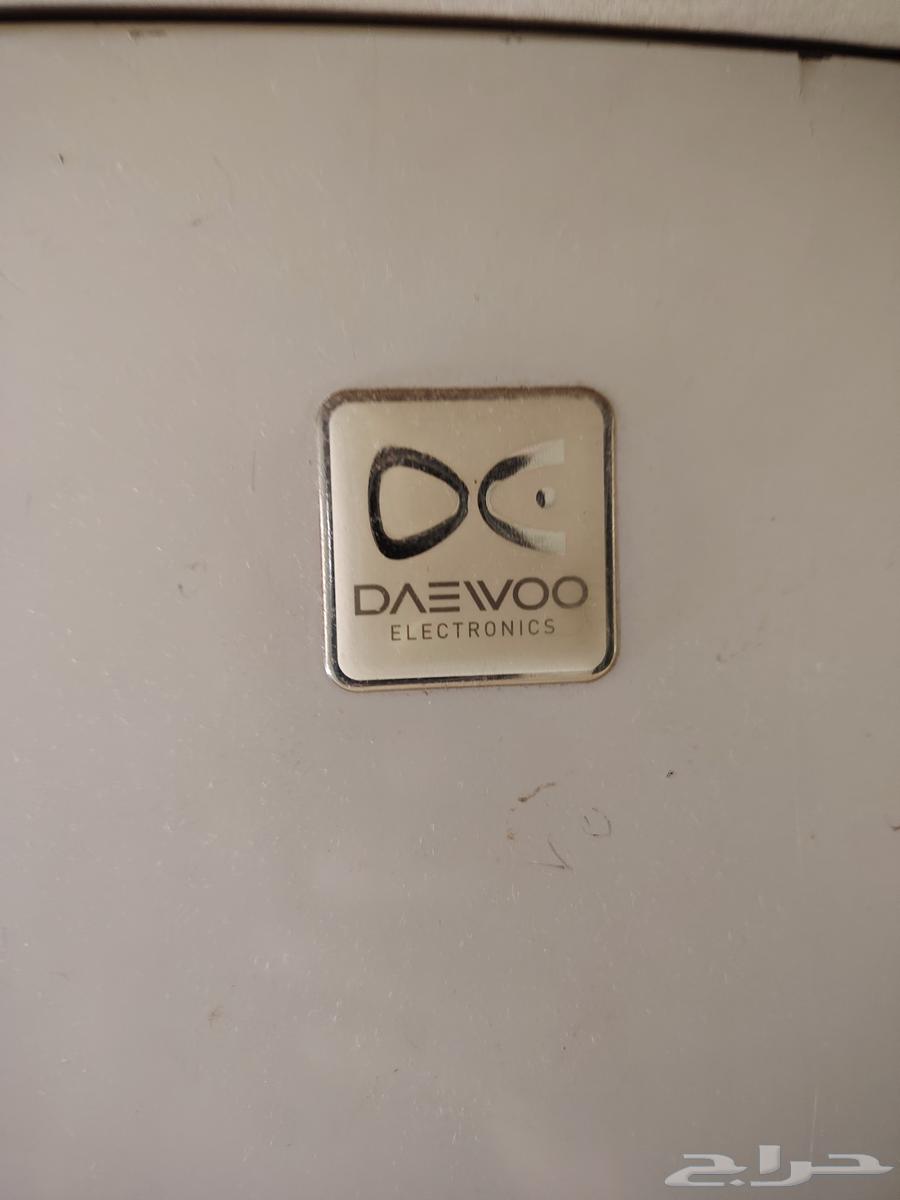 DAEWOO
ELECTRONICS
حراج